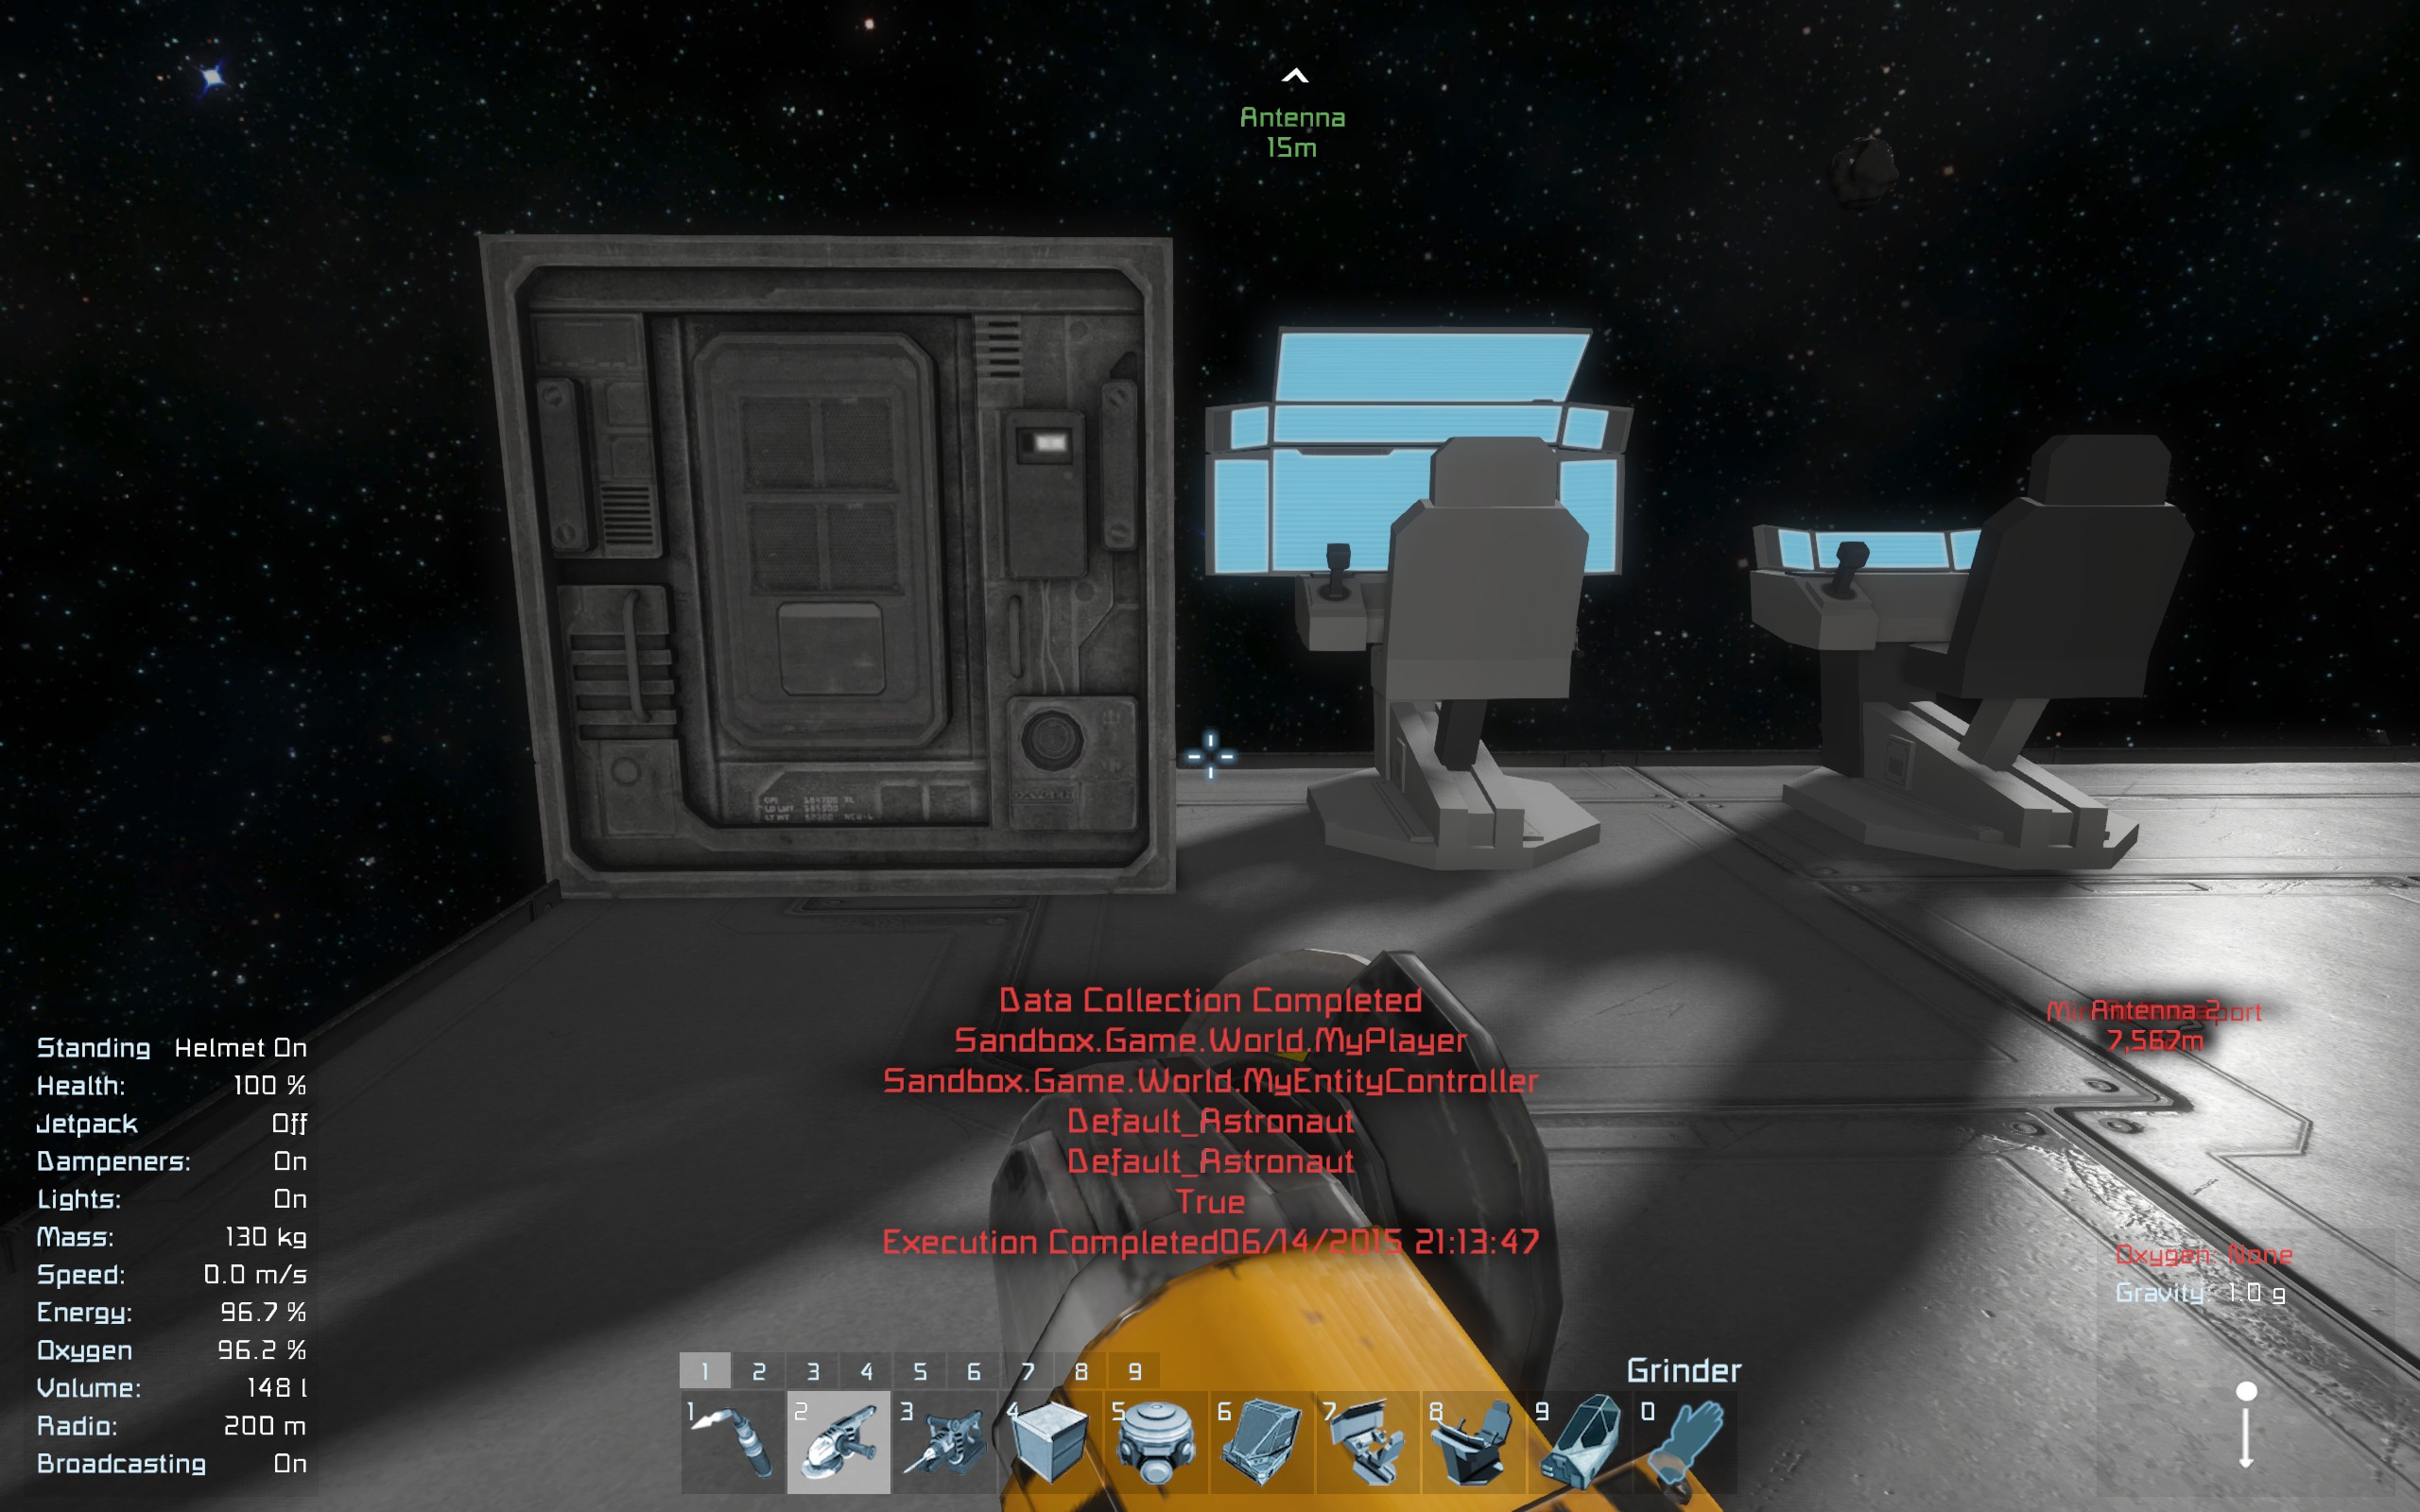 Antenna
15m
Data Collection Completed
Sandbox.Game.World.MyPlayer
Sandbox.Game.World.MyEntityController
Default_Astronaut
Default_Astronaut
True
Execution Completed06/14/2015 21:13:47
Antenna 2
7,567m
Standing Helmet On
Health: 100 %
Jetpack Off
Dampeners: On
Lights: On
Mass: 130 kg
Speed: 0.0 m/s
Energy: 96.7 %
Oxygen 96.2 %
Volume: 148 l
Radio: 200 m
Broadcasting On
Oxygen: None
Gravity: 1.0 g
Grinder
1 2 3 4 5 6 7 8 9
1 2 3 4 5 6 7 8 9 0